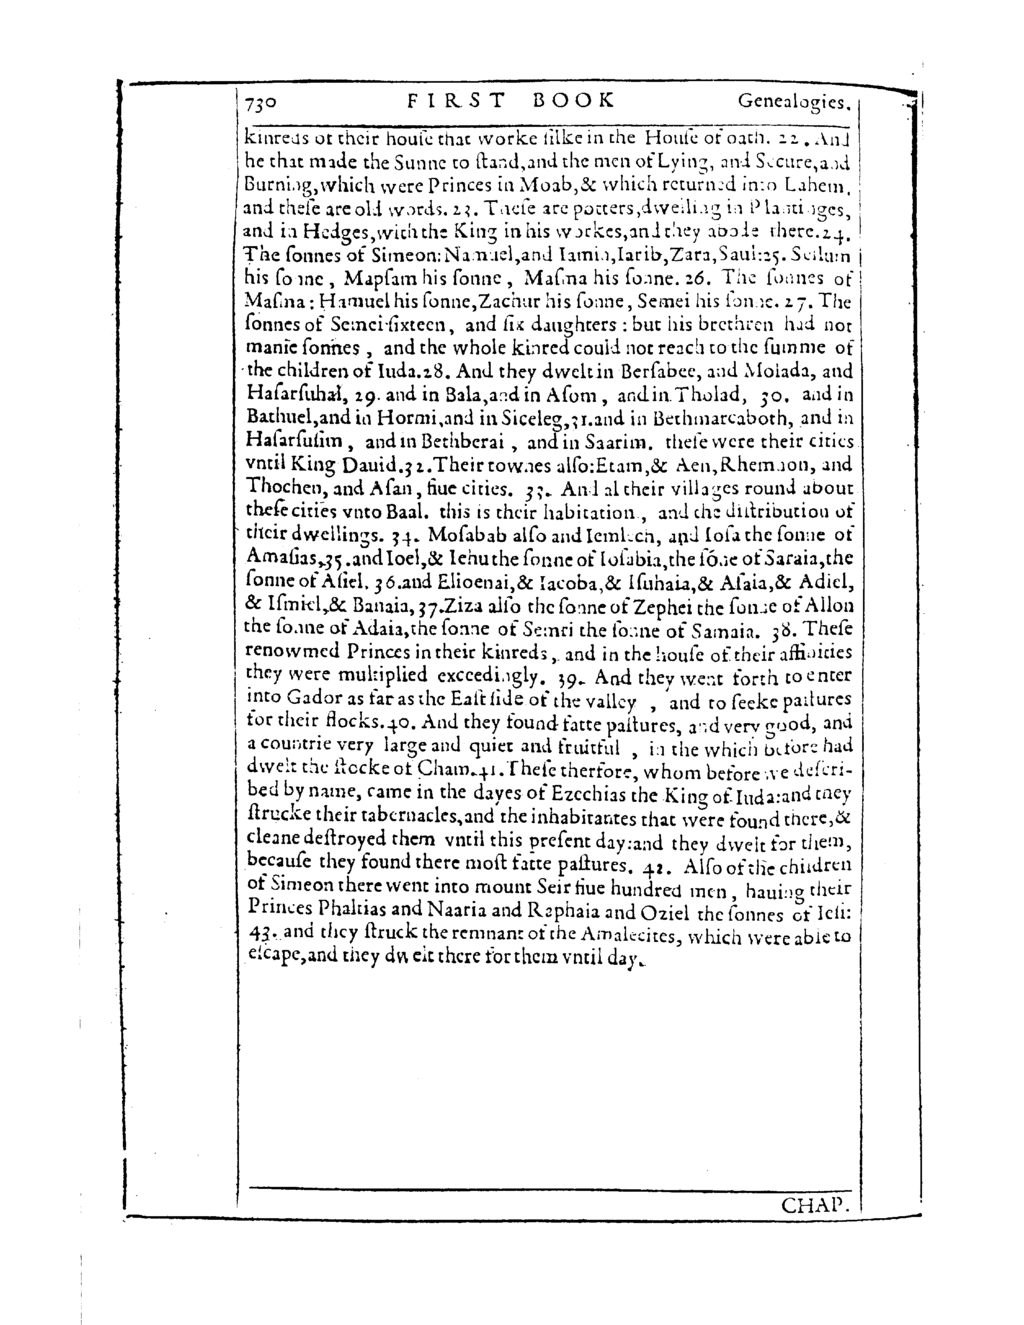 730 FIRST BOOK Genealogies.
kinreds of their houſe that worke ſilke in the Houſe of oath. 22. And
he that made the Sunne to ſtand,and the men of Lying, and Secure,and
Burning,which were Princes in Moab,& which returned into Lahem,
and theſe are old words. 23. Theſe are potters,dwelling in Plantinges,
and in Hedges,with the King in his workes,and they abode there.24.
The ſonnes of Simeon: Namuel,and Iamin,Iarib,Zara,Saul:25. Sellum
his ſonne, Mapſam his ſonne, Maſma his ſonne. 26. The ſonnes of
Maſma: Hamuel his ſonne,Zachur his ſonne, Semei his ſonne. 27. The
ſonnes of Semei ſixteen, and ſix daughters: but his brethren had not
manie ſonnes, and the whole kinred could not reach to the ſumme of
the children of Iuda.28. And they dwelt in Berſabee, and Molada, and
Haſarſuhal, 29. and in Bala,and in Aſom, and in Tholad, 30. and in
Bathuel,and in Hormi,and in Siceleg,31.and in Bethmarcaboth, and in
Haſarſuſim, and in Bethberai, and in Saarim. theſe were their cities
vntil King Dauid.32.Their townes alſo:Etam,& Aen,Rhemmon, and
Thochen, and Aſan, fiue cities. 33. And al their villages round about
theſe cities vnto Baal. this is their habitation, and the diſtribution of
their dwellings. 34. Moſabab alſo and Iemlech, and Ioſa the ſonne of
Amaſias,35.and Ioel,& Iehu the ſonne of Ioſabia,the ſõne of Saraia,the
ſonne of Aſiel. 36.and Elioenai,& Iacoba,& Iſuhaia,& Aſaia,& Adiel,
& Iſmiel,& Banaia, 37.Ziza alſo the ſonne of Zephei the ſonne of Allon
the ſonne of Adaia,the ſonne of Semri the ſonne of Samaia. 38. Theſe
renowmed Princes in their kinreds, and in the houſe of their affinities
they were multiplied exceedingly. 39. And they went forth to enter
into Gador as far as the Eaſt ſide of the valley, and to ſeeke paſtures
for their flocks.40. And they found fatte paſtures, and very good, and
a countrie very large and quiet and fruitful, in the which before had
dwelt the ſtocke of Cham.41.Theſe therfore, whom before we deſcri-
bed by name, came in the dayes of Ezechias the King of Iuda:and they
ſtrucke their tabernacles,and the inhabitantes that were found there,&
cleane deſtroyed them vntil this preſent day:and they dwelt for them,
becauſe they found there moſt fatte paſtures. 42. Alſo of the children
of Simeon there went into mount Seir fiue hundred men, hauing their
Princes Phaltias and Naaria and Raphaia and Oziel the ſonnes of Ieſi:
43. and they ſtruck the remnant of the Amalecites, which were able to
eſcape,and they dwelt there for them vntil day.
CHAP.